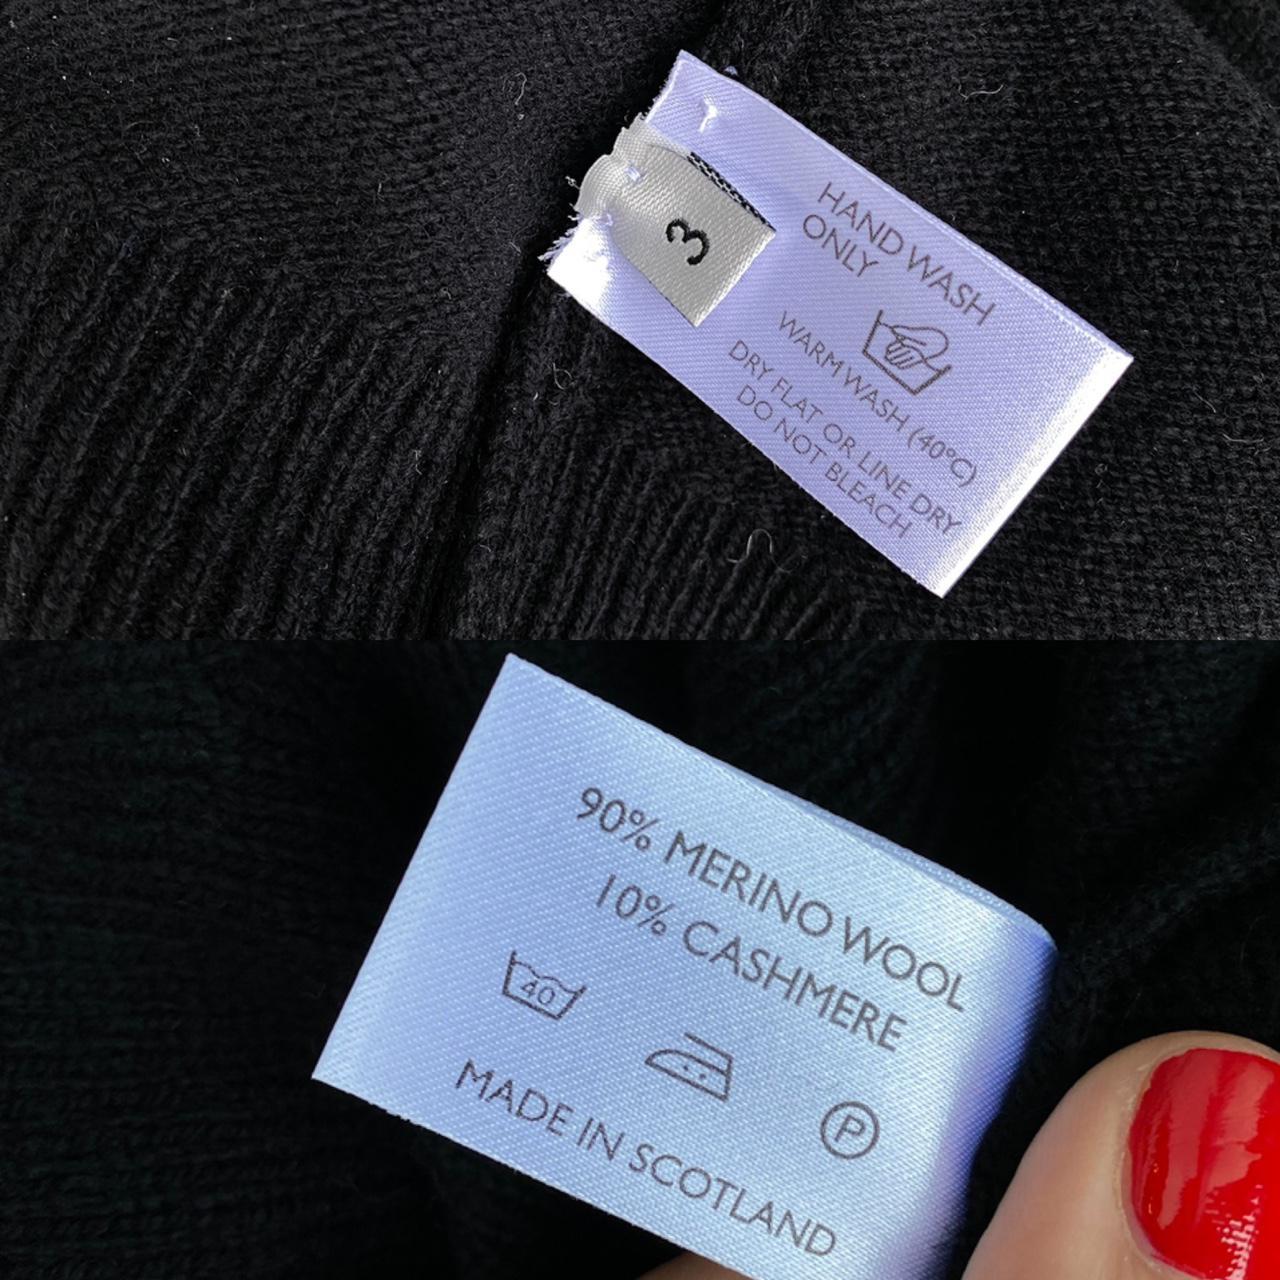 3
HAND WASH
ONLY
WARM WASH (40°C)
DRY FLAT OR LINE DRY
DO NOT BLEACH
90% MERINO WOOL
10% CASHMERE
40
P
MADE IN SCOTLAND